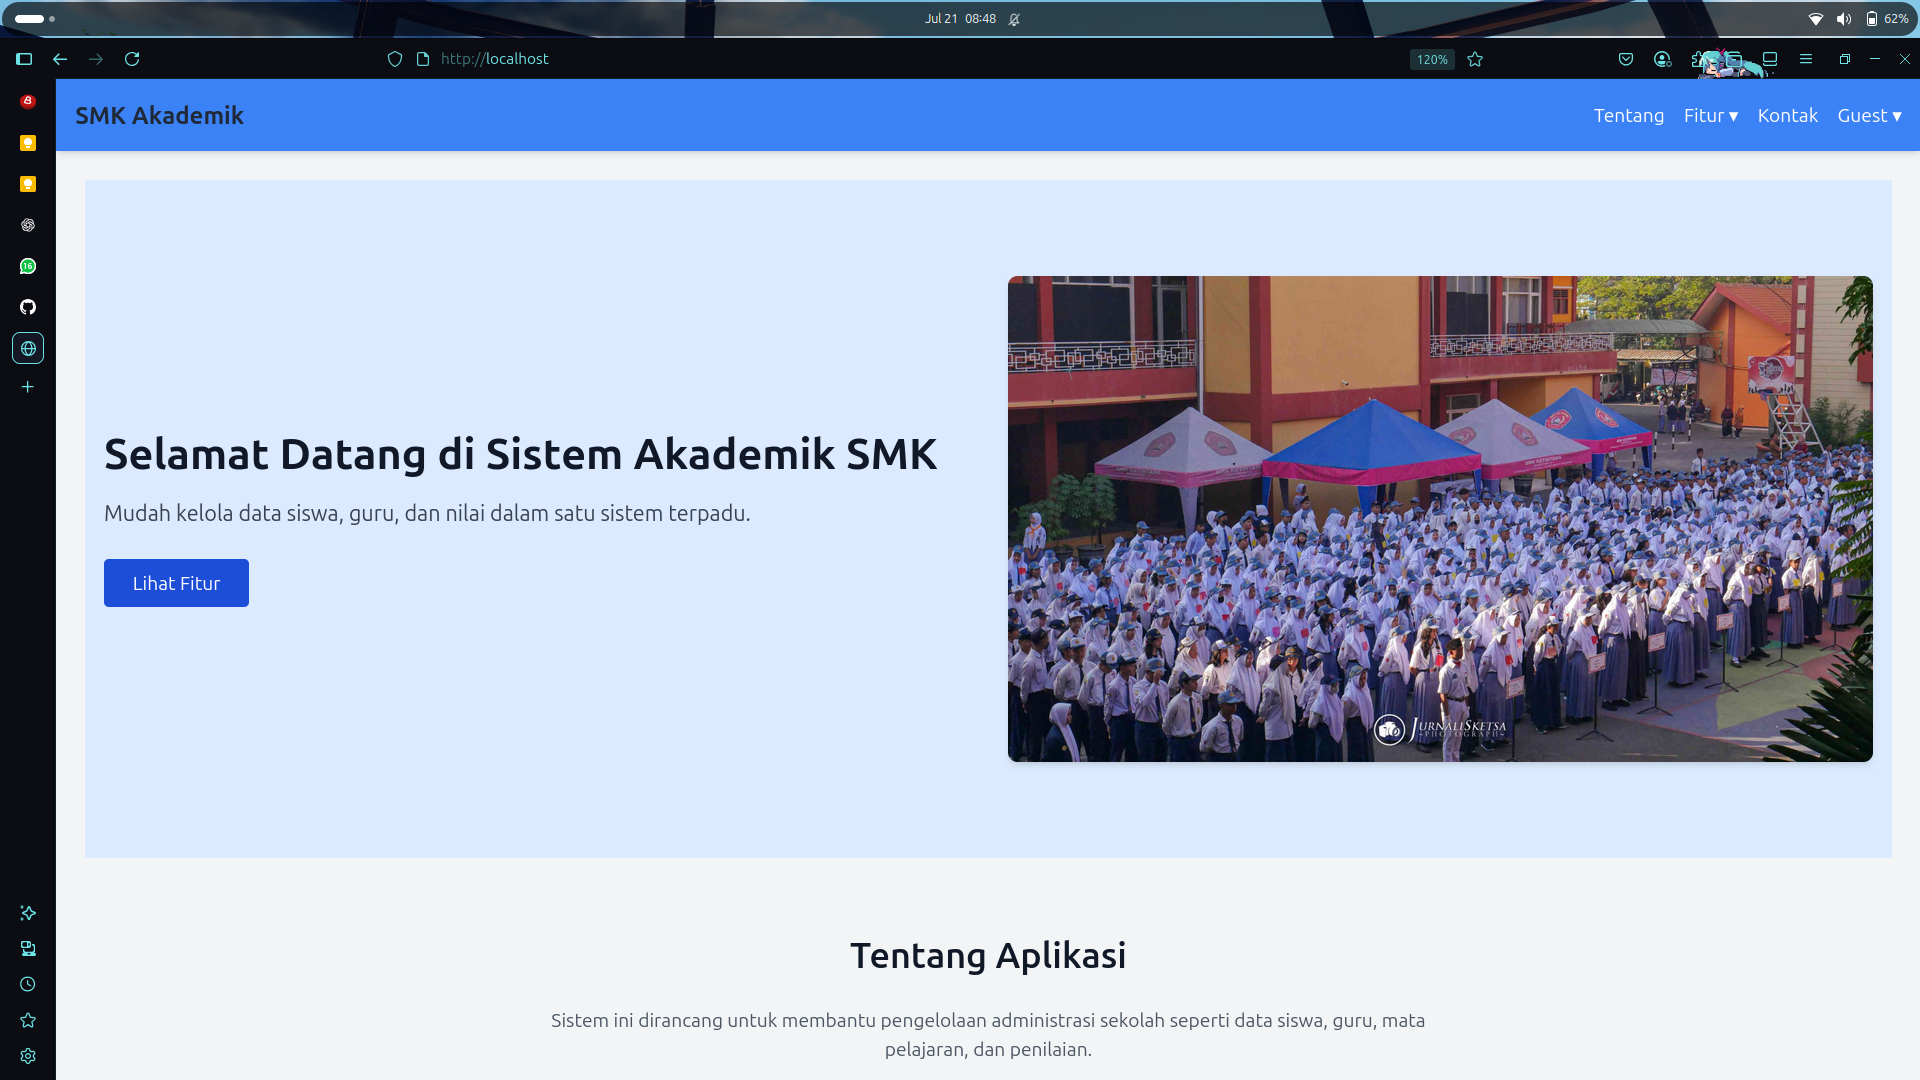 Jul 21 08:48
62%
http://localhost
120%
16
SMK Akademik
Tentang
Fitur ▾
Kontak
Guest ▾
Selamat Datang di Sistem Akademik SMK
Mudah kelola data siswa, guru, dan nilai dalam satu sistem terpadu.
Lihat Fitur
JURNALISKETSA
PHOTOGRAPH
Tentang Aplikasi
Sistem ini dirancang untuk membantu pengelolaan administrasi sekolah seperti data siswa, guru, mata
pelajaran, dan penilaian.